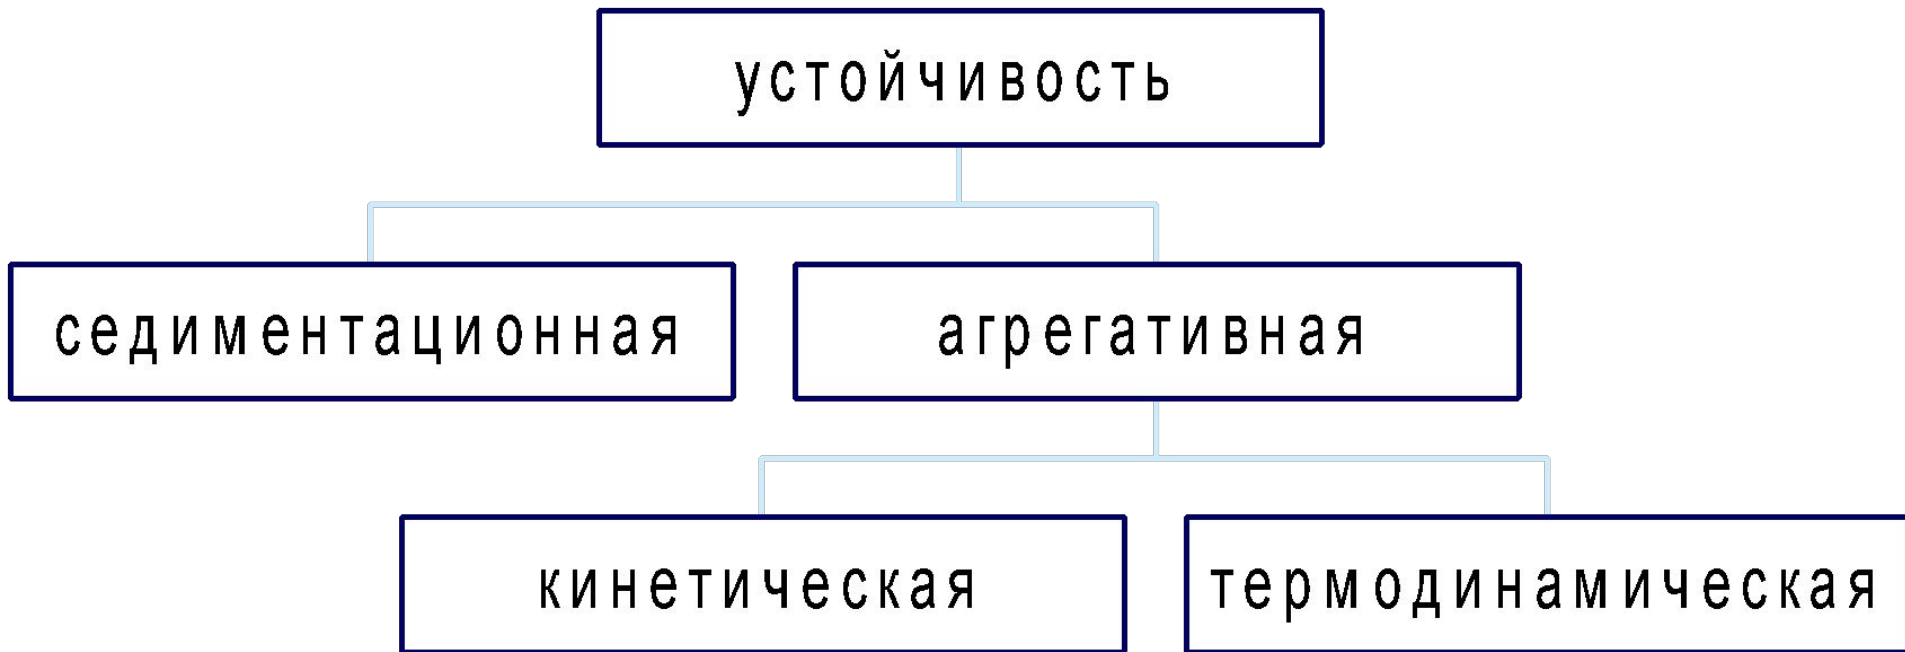 устойчивость
седиментационная
агрегативная
кинетическая
термодинамическая